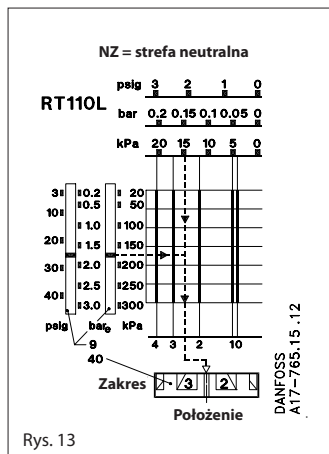 NZ = strefa neutralna
psig 3 2 1 0
RT110L
bar 0.2 0.15 0.1 0.05 0
kPa 20 15 10 5 0
3 0.2 20
0.5 50
10
1.0 100
20 1.5 150
2.0 200
30
2.5 250
40
3.0 300
psig bar kPa
e
9
40
4 3 2 10
Zakres 3 2
Położenie
DANFOSS
A17-765.15.12
Rys. 13